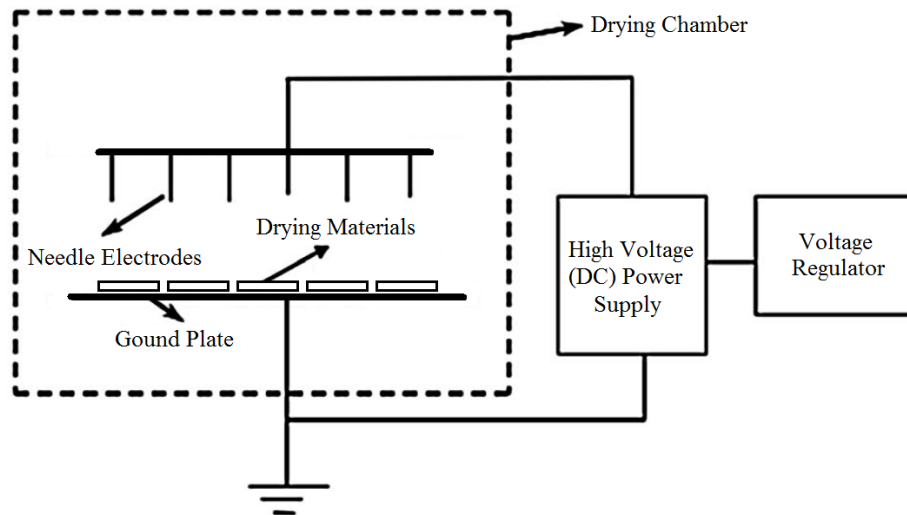 Drying Chamber
Drying Materials
Needle Electrodes
Gound Plate
High Voltage
(DC) Power
Supply
Voltage
Regulator